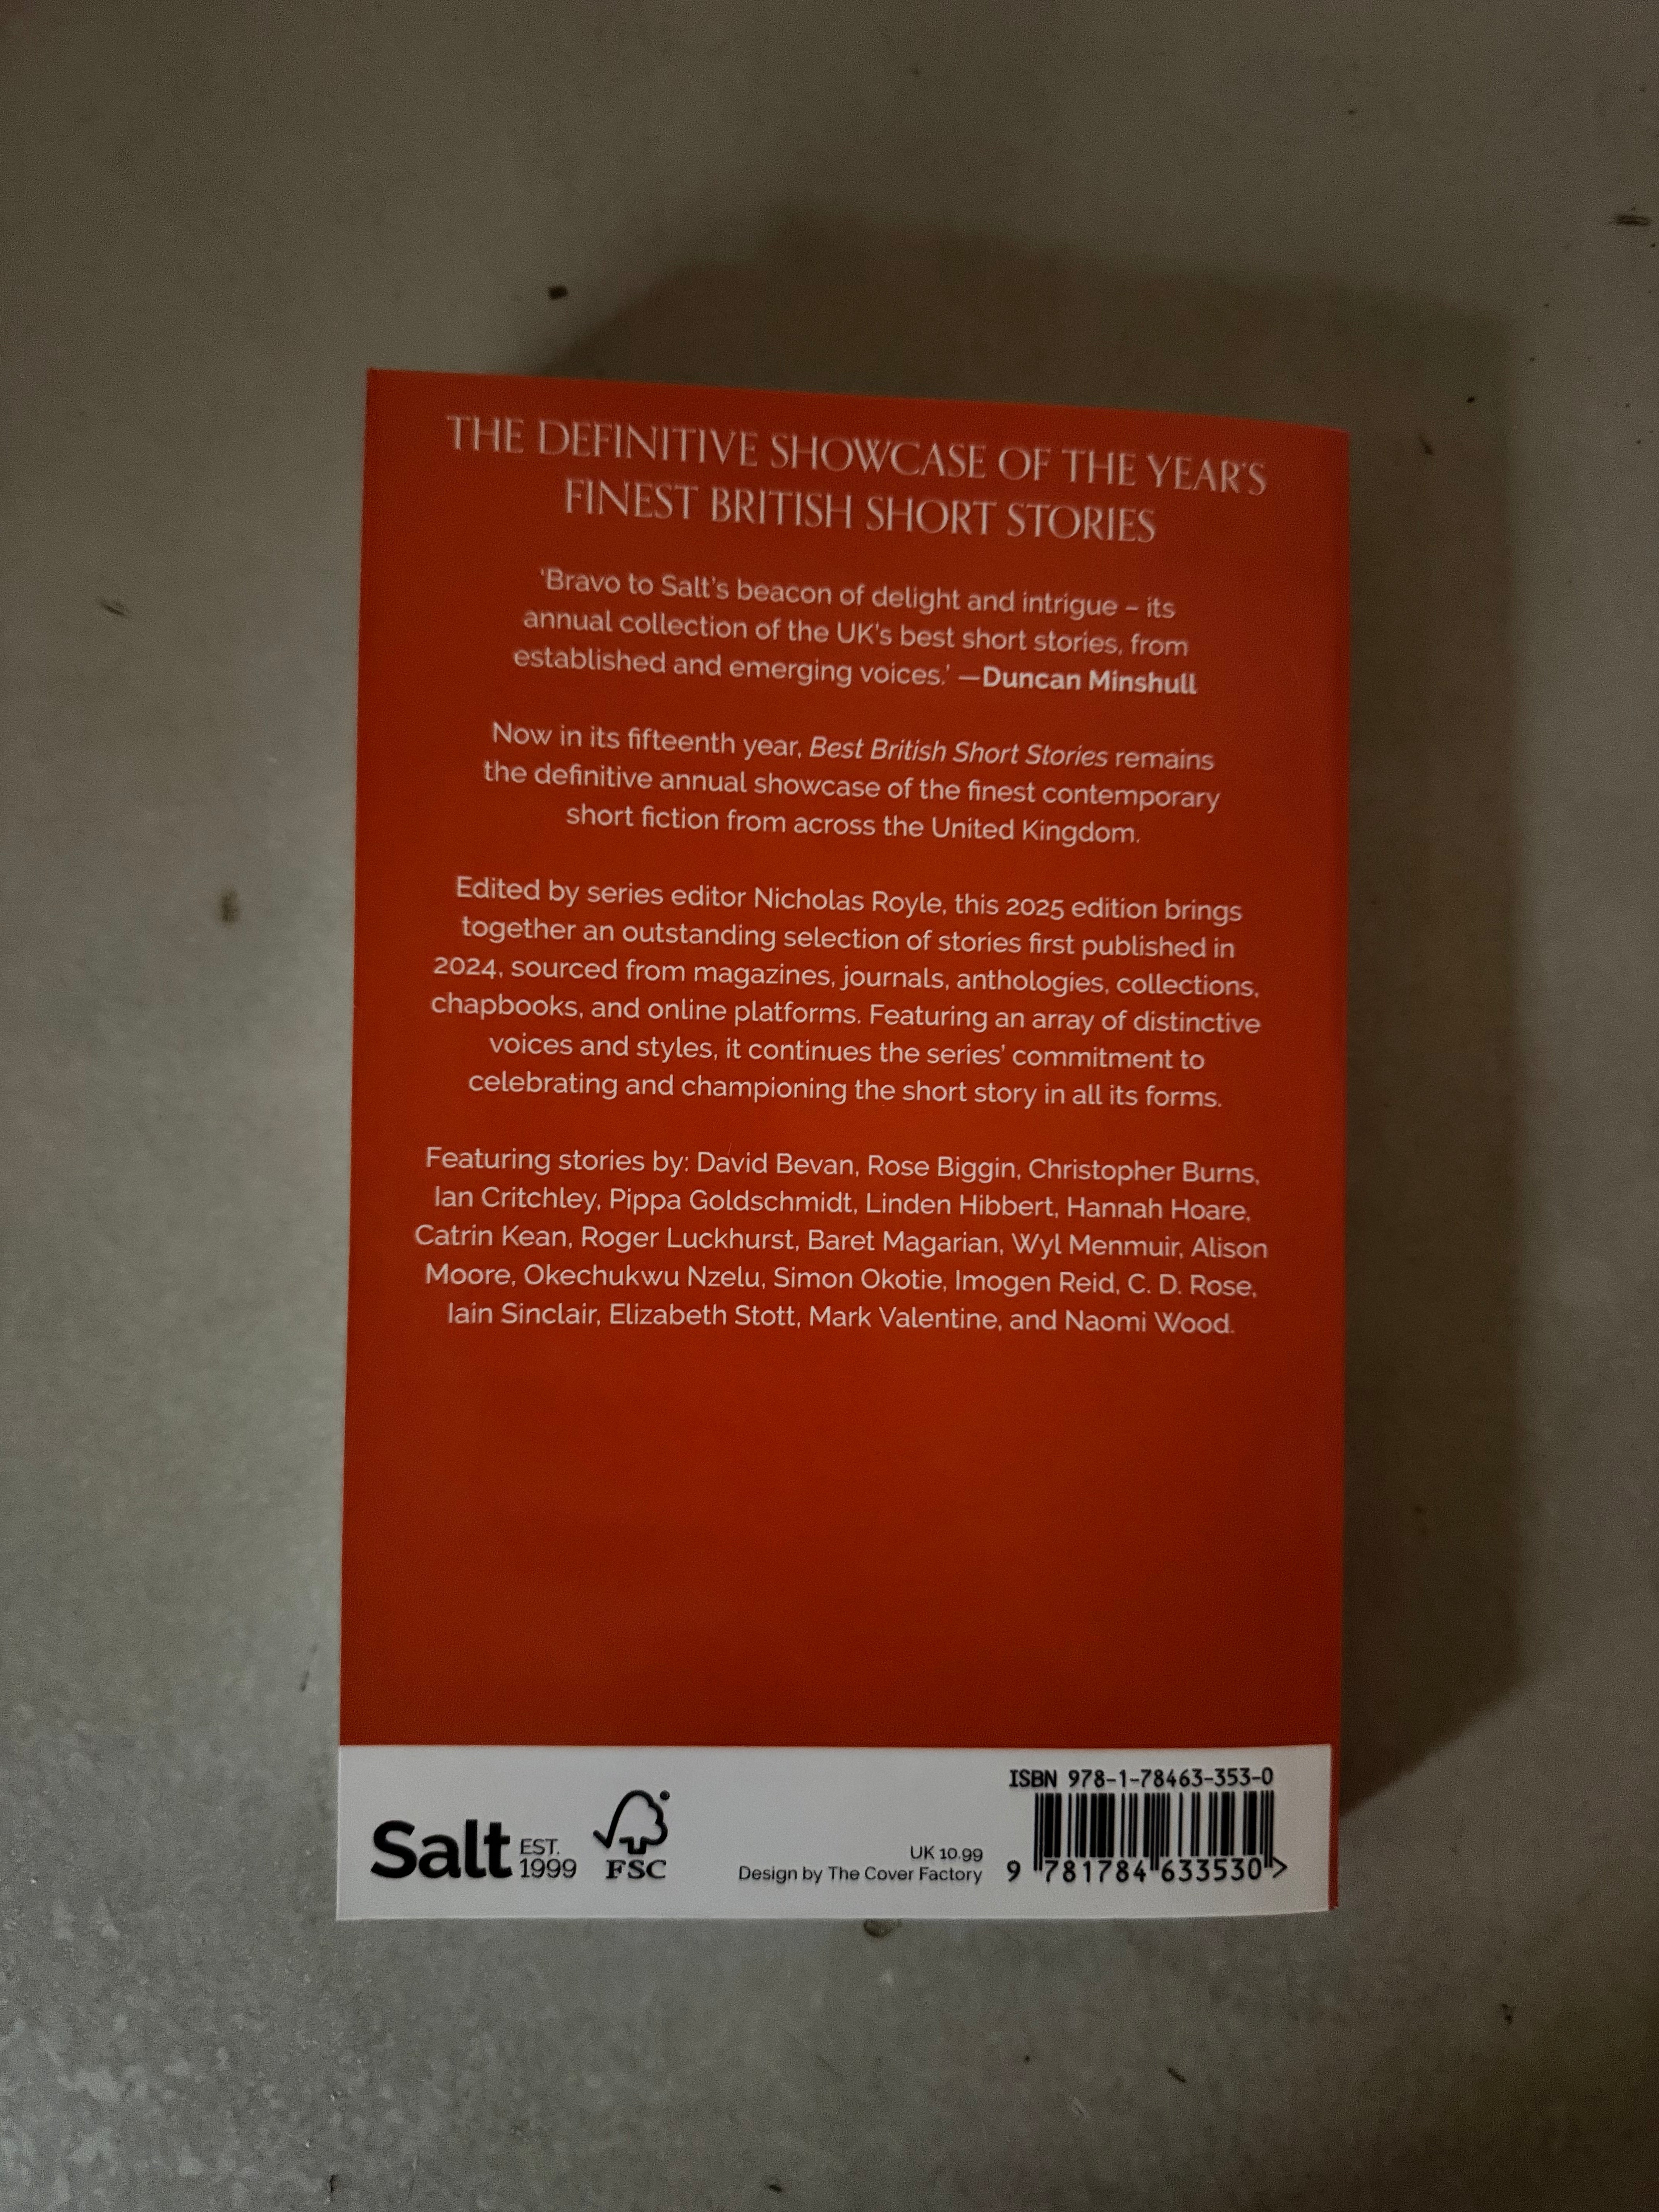 THE DEFINITIVE SHOWCASE OF THE YEAR'S
FINEST BRITISH SHORT STORIES
'Bravo to Salt's beacon of delight and intrigue – its
annual collection of the UK's best short stories, from
established and emerging voices.' —Duncan Minshull
Now in its fifteenth year, Best British Short Stories remains
the definitive annual showcase of the finest contemporary
short fiction from across the United Kingdom.
Edited by series editor Nicholas Royle, this 2025 edition brings
together an outstanding selection of stories first published in
2024, sourced from magazines, journals, anthologies, collections,
chapbooks, and online platforms. Featuring an array of distinctive
voices and styles, it continues the series' commitment to
celebrating and championing the short story in all its forms.
Featuring stories by: David Bevan, Rose Biggin, Christopher Burns,
Ian Critchley, Pippa Goldschmidt, Linden Hibbert, Hannah Hoare,
Catrin Kean, Roger Luckhurst, Baret Magarian, Wyl Menmuir, Alison
Moore, Okechukwu Nzelu, Simon Okotie, Imogen Reid, C. D. Rose,
Iain Sinclair, Elizabeth Stott, Mark Valentine, and Naomi Wood.
Salt EST.
1999
FSC
UK 10.99
Design by The Cover Factory
ISBN 978-1-78463-353-0
9 781784 633530 >